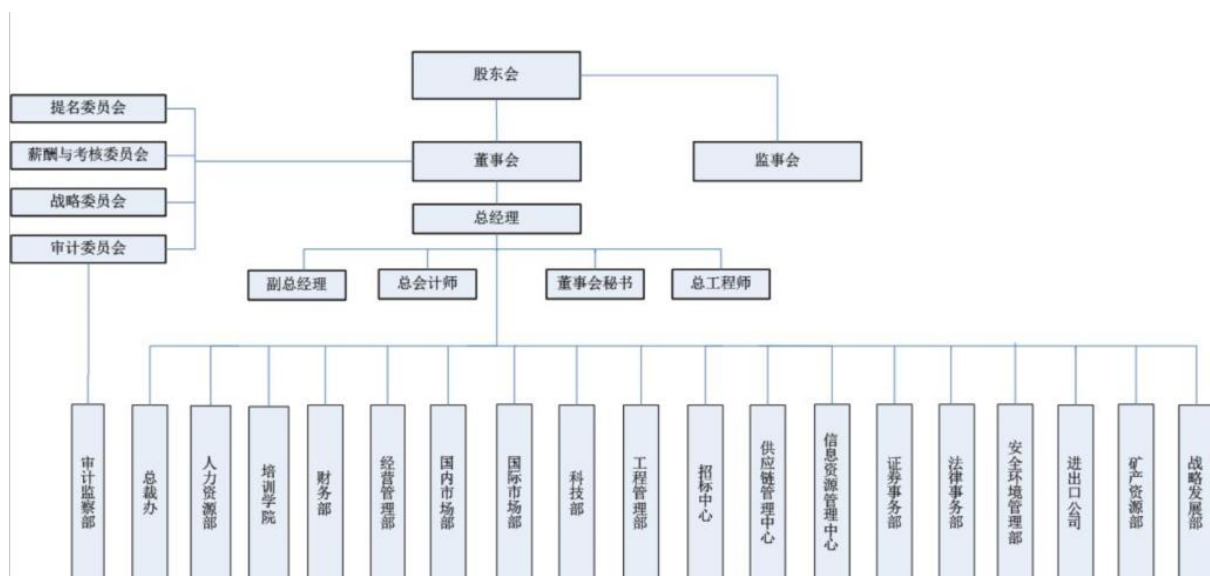 股东会
提名委员会
薪酬与考核委员会
董事会
监事会
战略委员会
总经理
审计委员会
副总经理
总会计师
董事会秘书
总工程师
审计监察部
总裁办
人力资源部
培训学院
财务部
经营管理部
国内市场部
国际市场部
科技部
工程管理部
招标中心
供应链管理中心
信息资源管理中心
证券事务部
法律事务部
安全环境管理部
进出口公司
矿产资源部
战略发展部